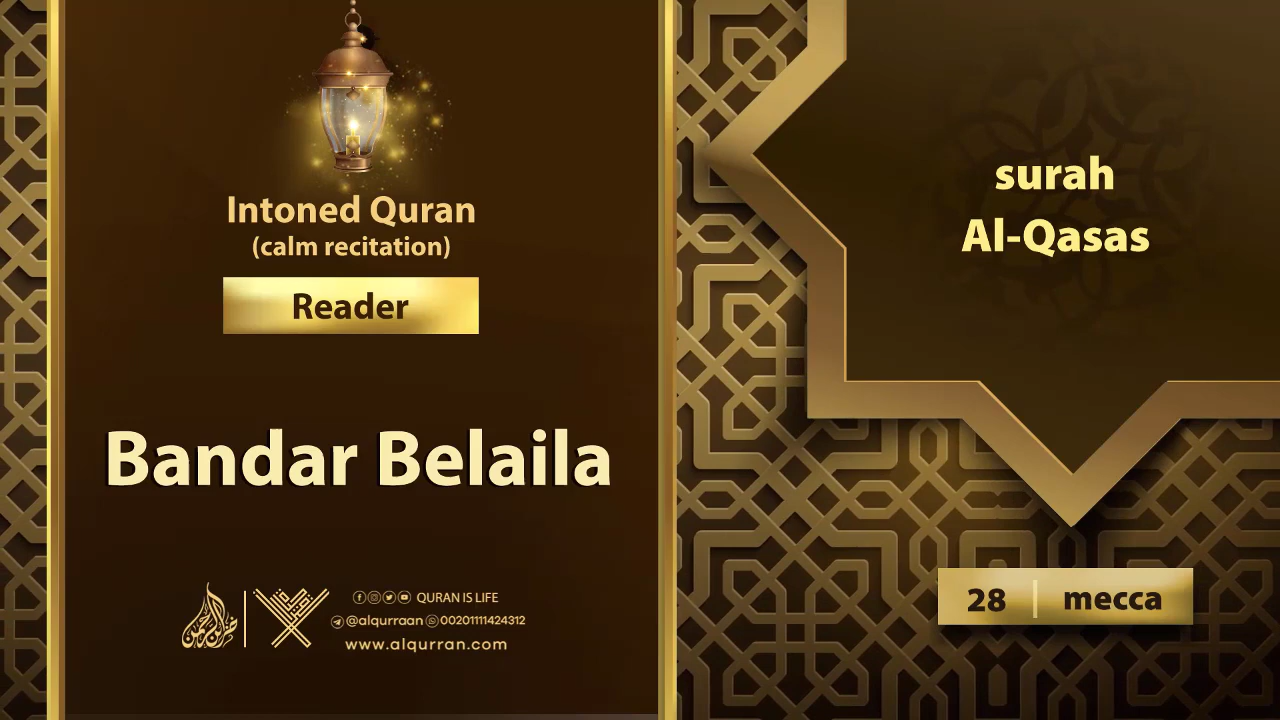 Intoned Quran
(calm recitation)
Reader
Bandar Belaila
QURAN IS LIFE
@alqurraan 00201111424312
www.alqurran.com
surah
Al-Qasas
28 | mecca